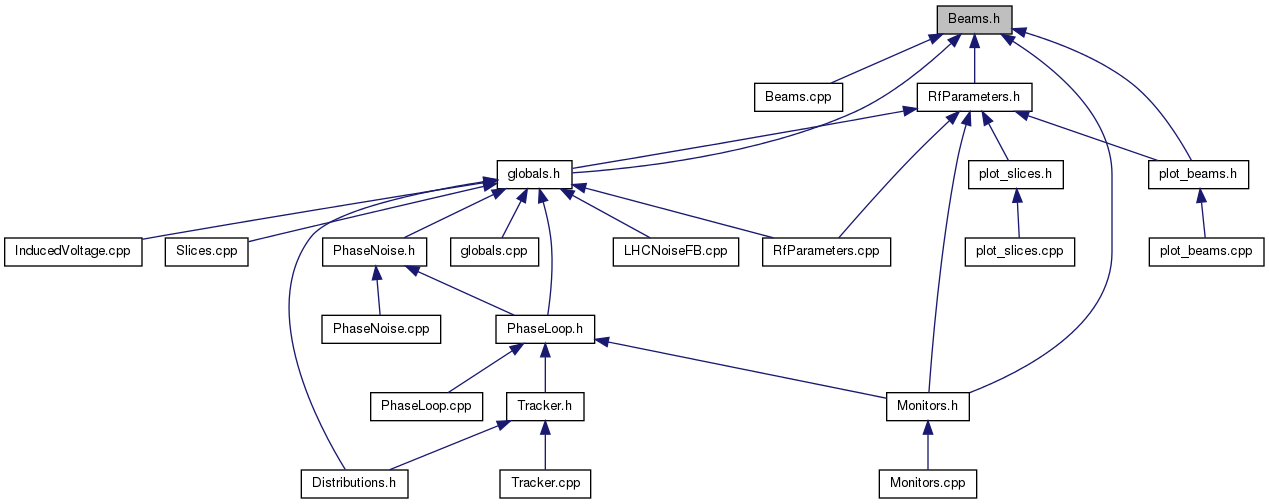 Beams.h
Beams.cpp
RfParameters.h
globals.h
plot_slices.h
plot_beams.h
InducedVoltage.cpp
Slices.cpp
PhaseNoise.h
globals.cpp
LHCNoiseFB.cpp
RfParameters.cpp
plot_slices.cpp
plot_beams.cpp
PhaseNoise.cpp
PhaseLoop.h
PhaseLoop.cpp
Tracker.h
Monitors.h
Distributions.h
Tracker.cpp
Monitors.cpp